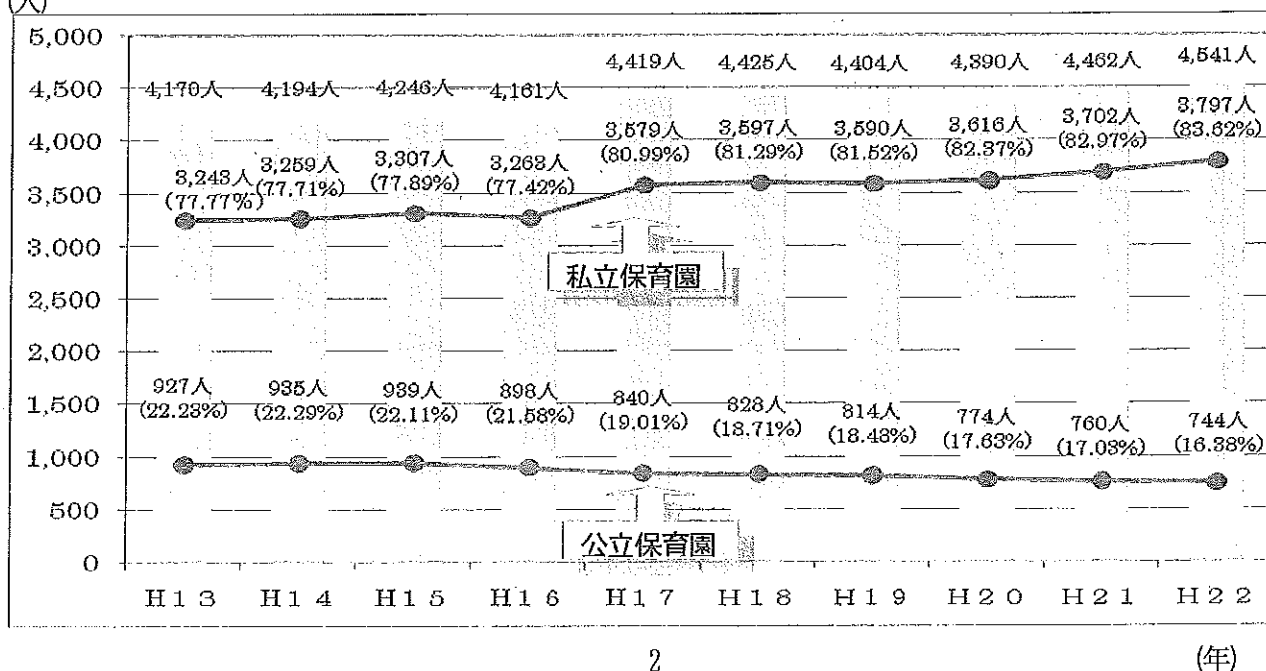 (人)
5,000
4,500
4,000
3,500
3,000
2,500
2,000
1,500
1,000
500
0
4,170人 4,194人 4,246人 4,161人 4,419人 4,425人 4,404人 4,390人 4,462人 4,541人
3,243人 3,259人 3,307人 3,263人 3,579人 3,597人 3,590人 3,616人 3,702人 3,797人
(77.77%) (77.71%) (77.89%) (77.42%) (80.99%) (81.29%) (81.52%) (82.37%) (82.97%) (83.62%)
私立保育園
927人 935人 939人 898人 840人 828人 814人 774人 760人 744人
(22.23%) (22.29%) (22.11%) (21.58%) (19.01%) (18.71%) (18.48%) (17.63%) (17.03%) (16.38%)
公立保育園
H13 H14 H15 H16 H17 H18 H19 H20 H21 H22
2
(年)